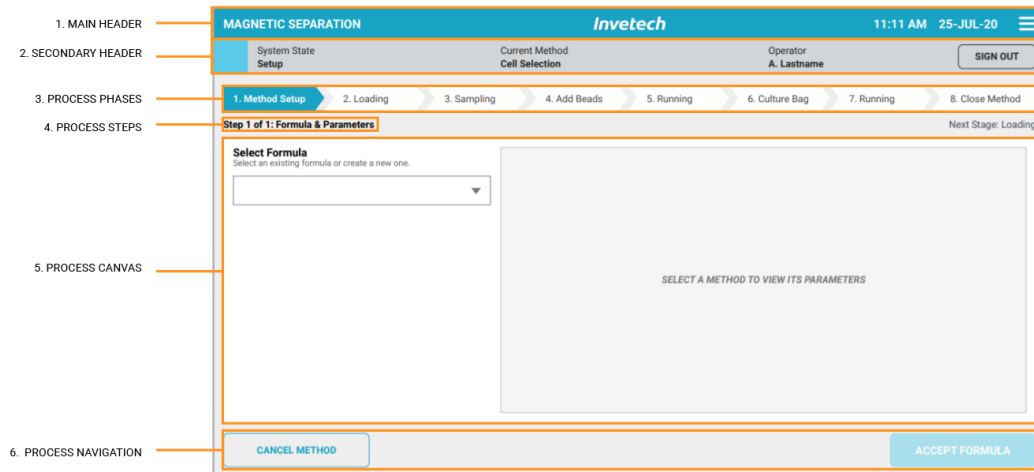 1. MAIN HEADER
MAGNETIC SEPARATION
Invetech
11:11 AM 25-JUL-20
2. SECONDARY HEADER
System State
Setup
Current Method
Cell Selection
Operator
A. Lastname
SIGN OUT
3. PROCESS PHASES
1. Method Setup
2. Loading
3. Sampling
4. Add Beads
5. Running
6. Culture Bag
7. Running
8. Close Method
4. PROCESS STEPS
Step 1 of 1: Formula & Parameters
Next Stage: Loading
Select Formula
Select an existing formula or create a new one.
5. PROCESS CANVAS
SELECT A METHOD TO VIEW ITS PARAMETERS
6. PROCESS NAVIGATION
CANCEL METHOD
ACCEPT FORMULA